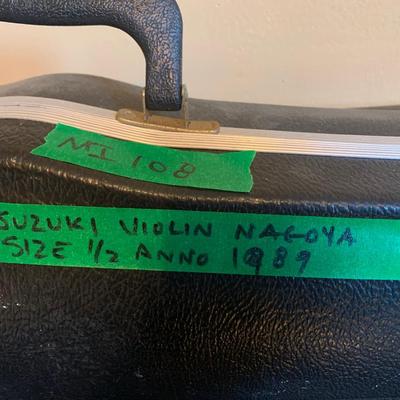 MI 108
SUZUKI VIOLIN NAGOYA
SIZE 1/2 ANNO 1989